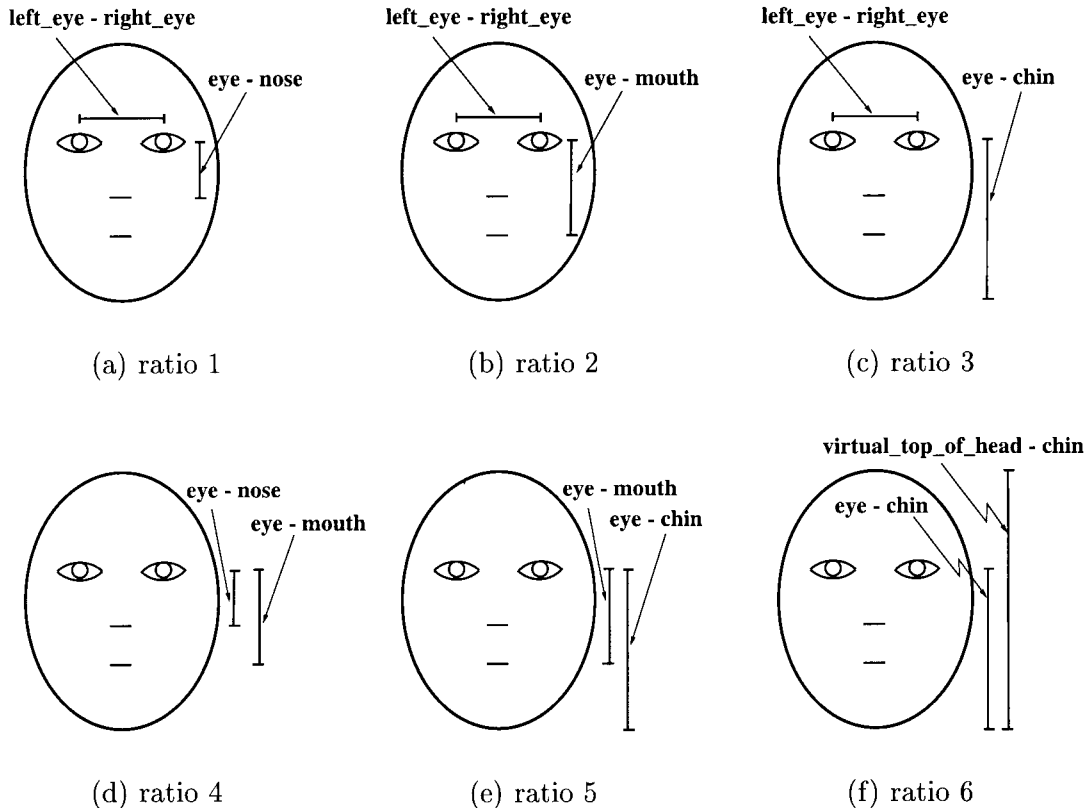 left_eye - right_eye
eye - nose
left_eye - right_eye
eye - mouth
left_eye - right_eye
eye - chin
(a) ratio 1
(b) ratio 2
(c) ratio 3
eye - nose
eye - mouth
eye - mouth
eye - chin
virtual_top_of_head - chin
eye - chin
(d) ratio 4
(e) ratio 5
(f) ratio 6